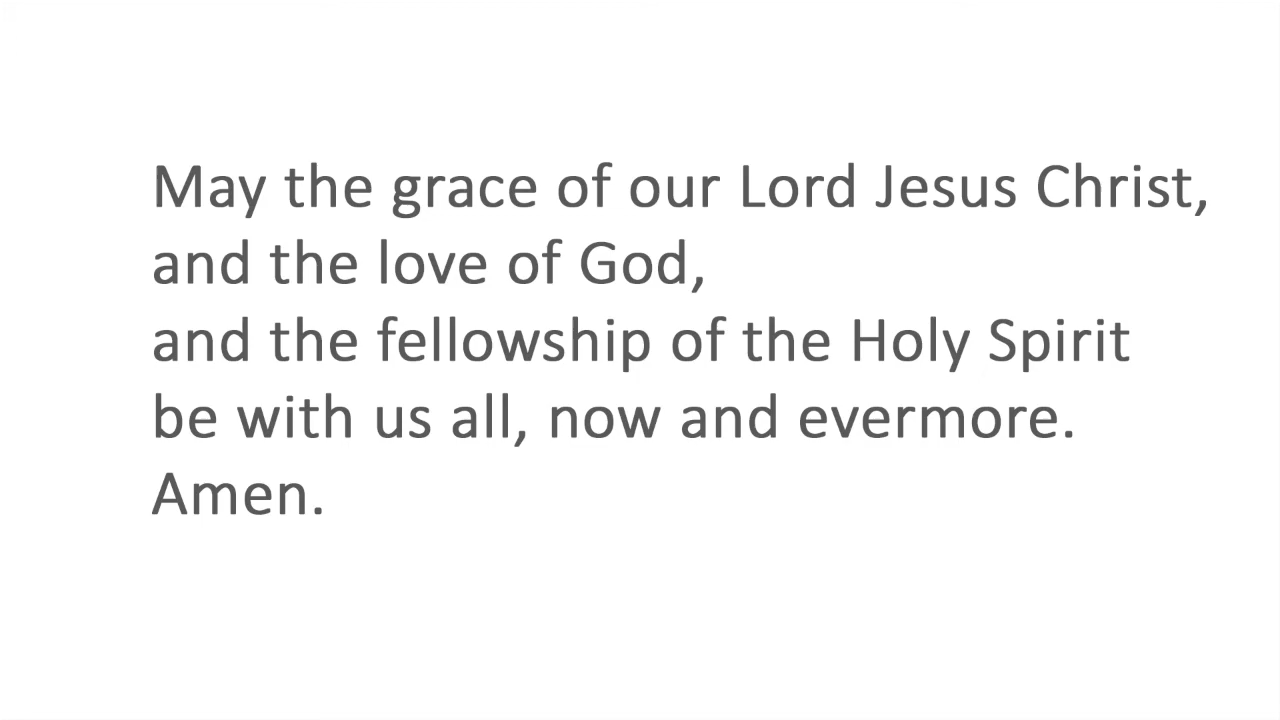 May the grace of our Lord Jesus Christ,
and the love of God,
and the fellowship of the Holy Spirit
be with us all, now and evermore.
Amen.